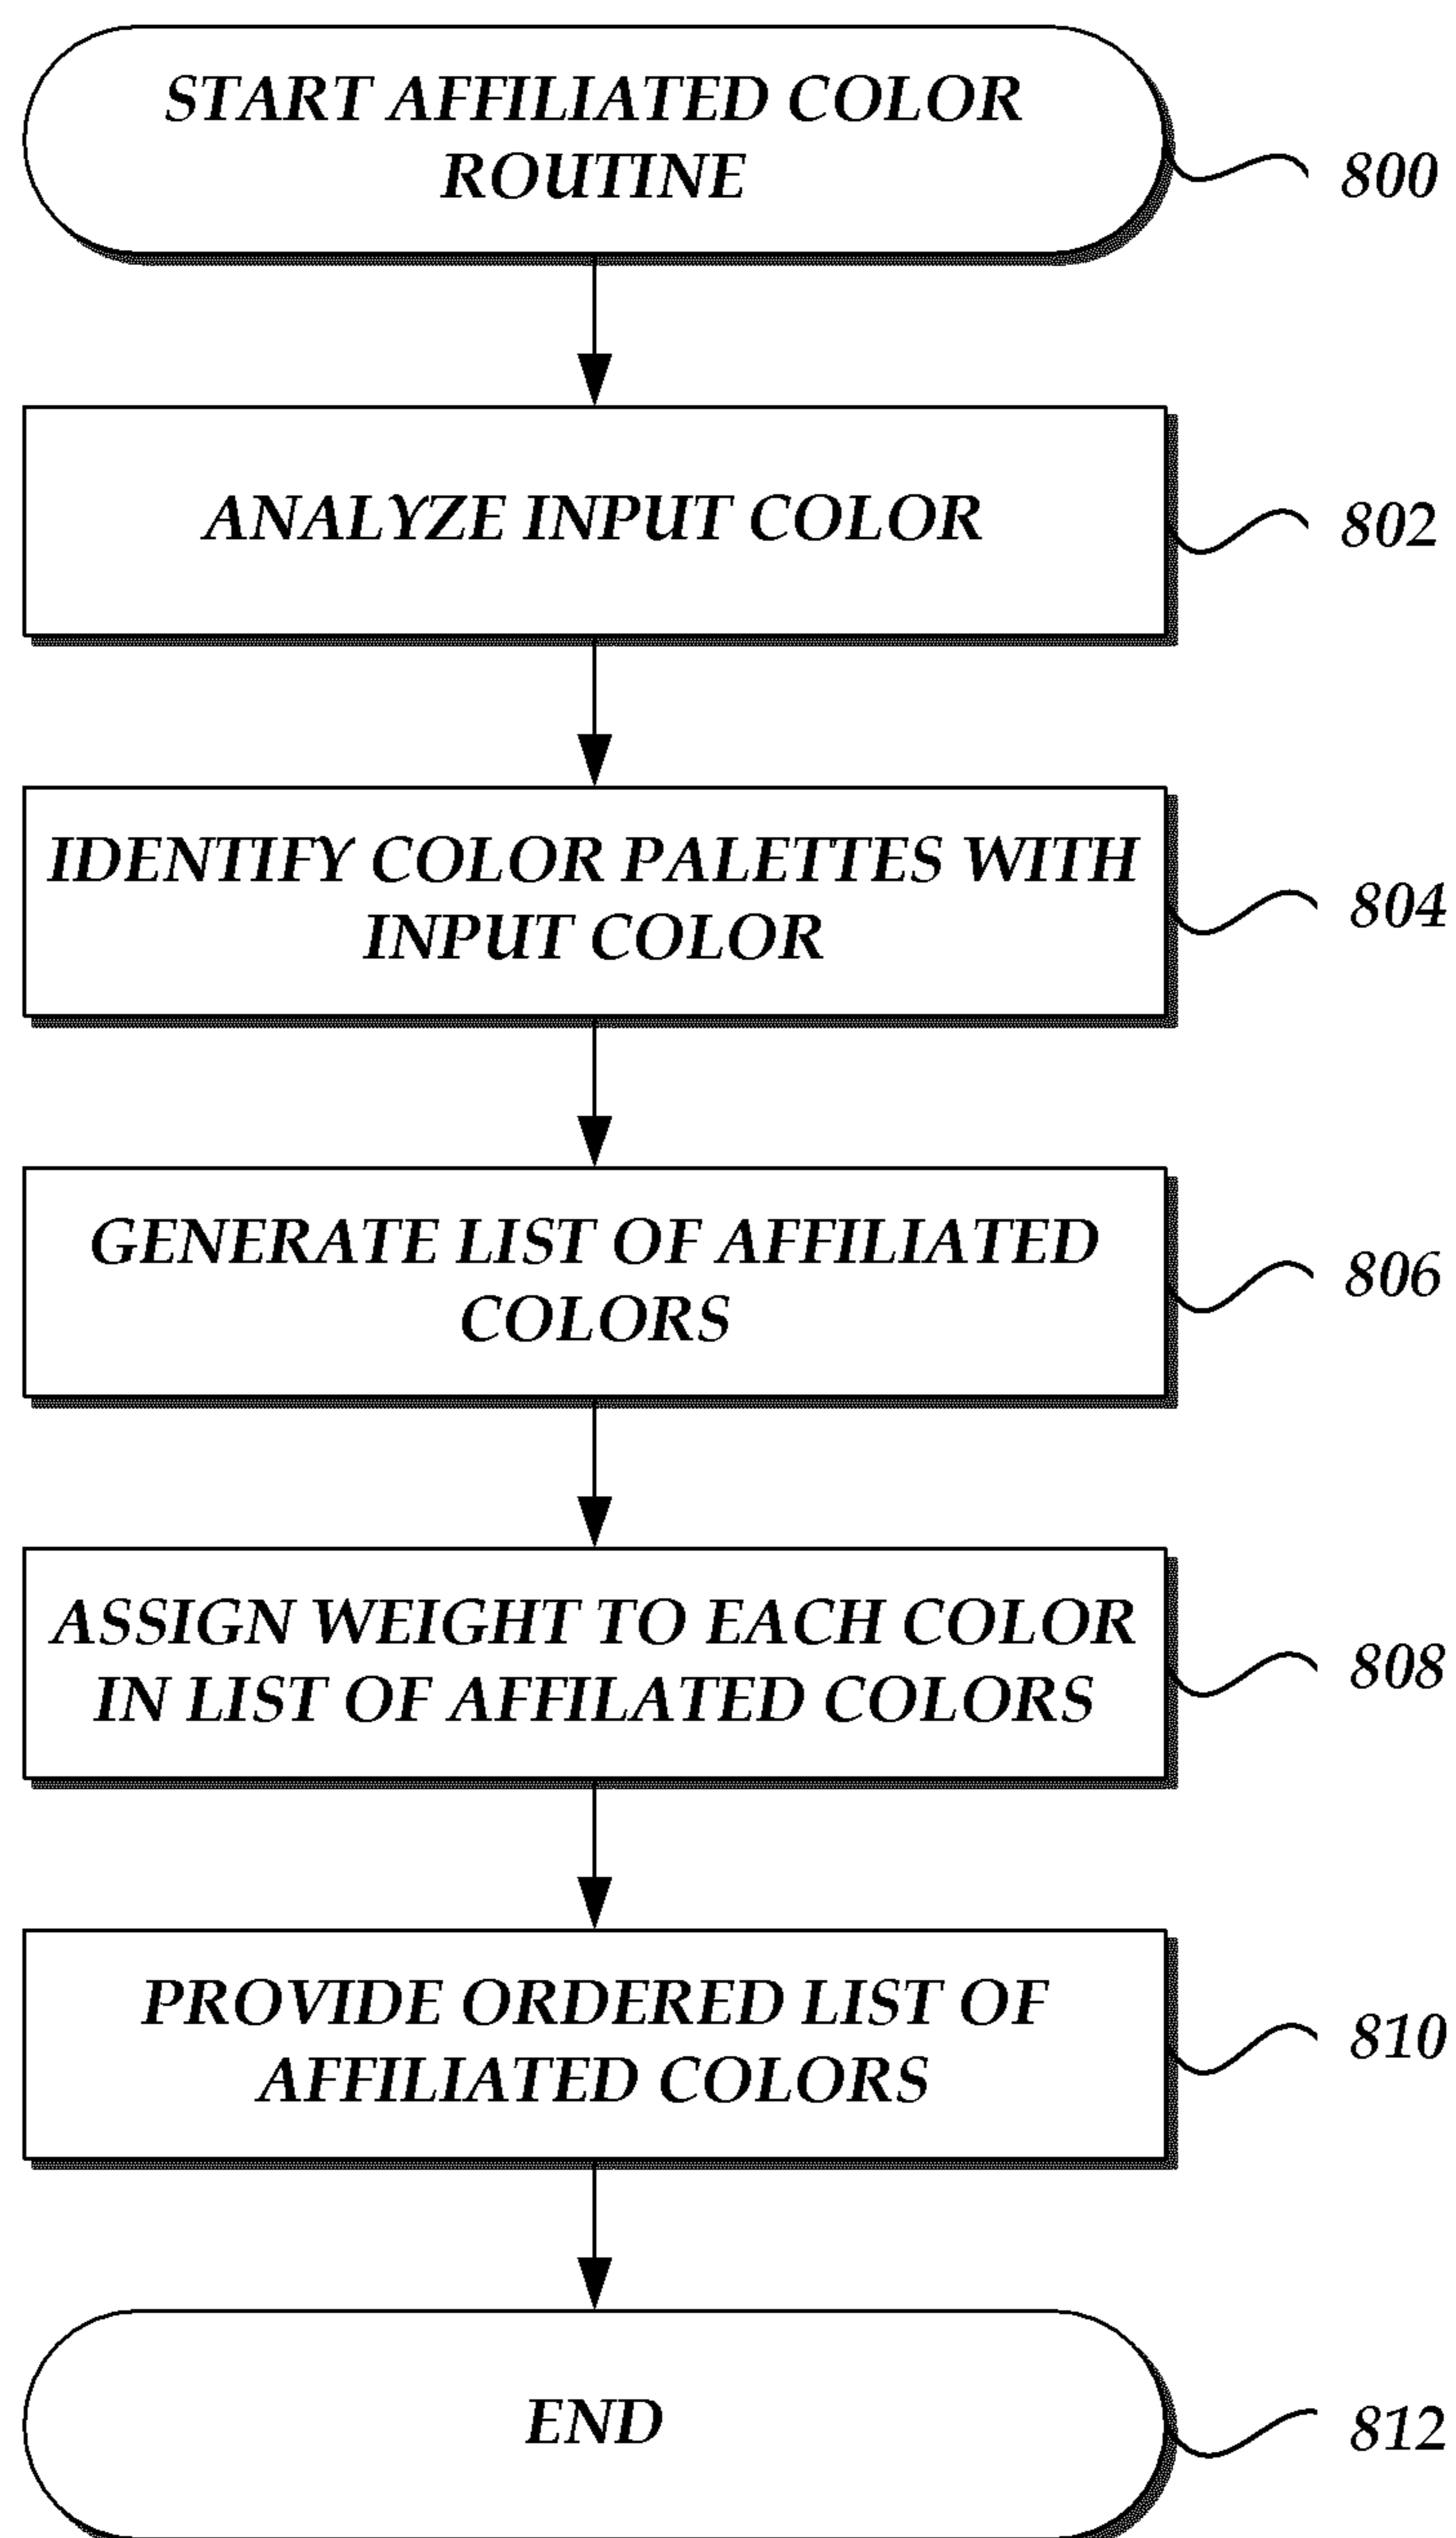 START AFFILIATED COLOR
ROUTINE
800
ANALYZE INPUT COLOR
802
IDENTIFY COLOR PALETTES WITH
INPUT COLOR
804
GENERATE LIST OF AFFILIATED
COLORS
806
ASSIGN WEIGHT TO EACH COLOR
IN LIST OF AFFILATED COLORS
808
PROVIDE ORDERED LIST OF
AFFILIATED COLORS
810
END
812